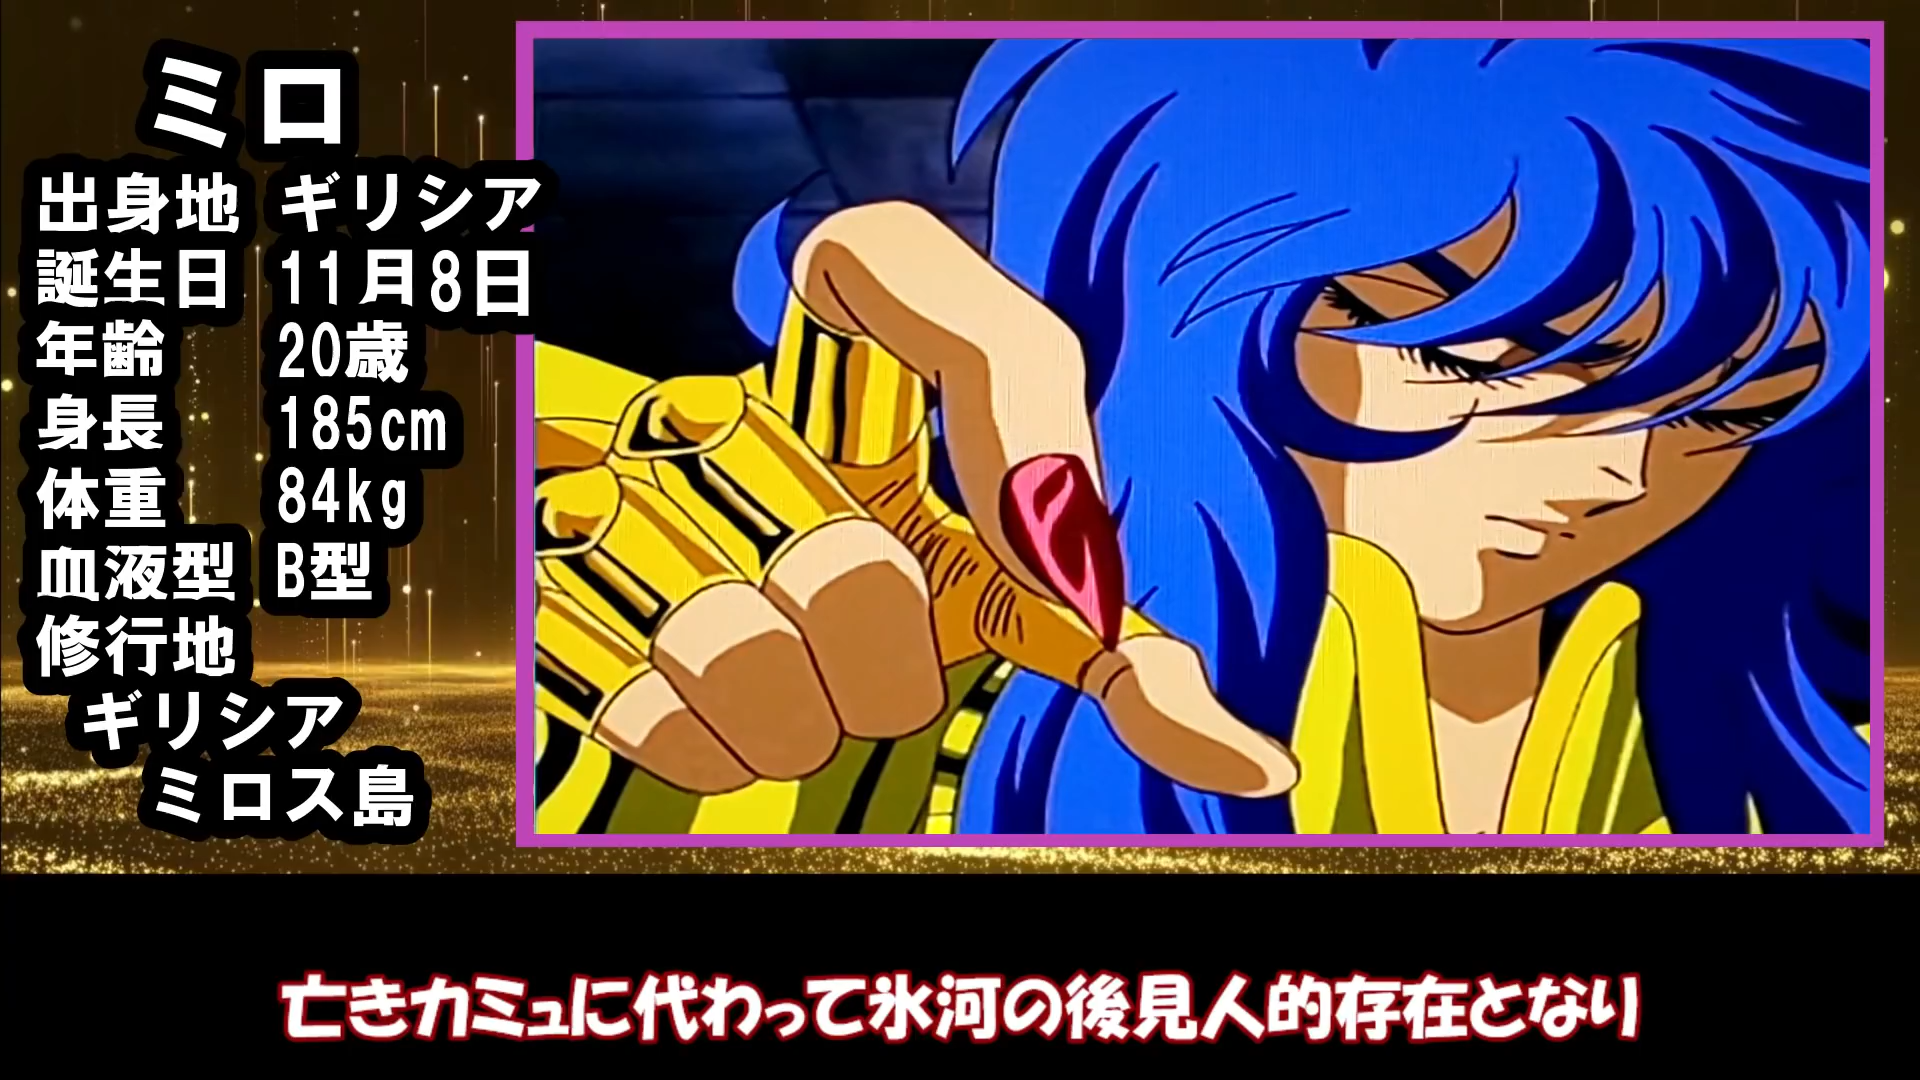 ミロ
出身地 ギリシア
誕生日 11月8日
年齢 20歳
身長 185cm
体重 84kg
血液型 B型
修行地
ギリシア
ミロス島
亡きカミュに代わって氷河の後見人的存在となり